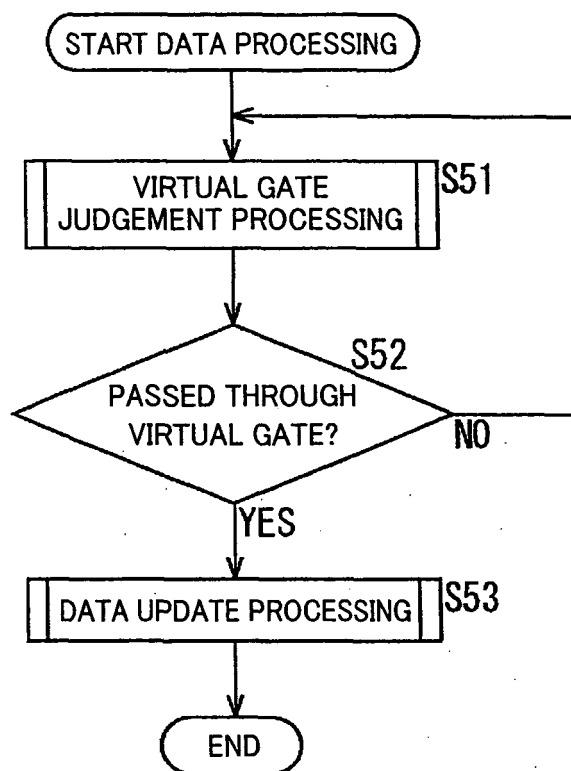 START DATA PROCESSING
VIRTUAL GATE
JUDGEMENT PROCESSING
S51
S52
PASSED THROUGH
VIRTUAL GATE?
NO
YES
DATA UPDATE PROCESSING
S53
END